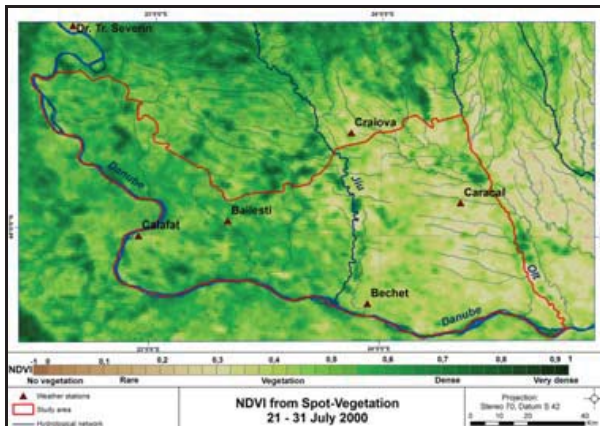 Dr. Tr. Severin
Craiova
Danube
Jiu
Caracal
Bailesti
Calafat
Olt
Bechet
Danube
NDVI
-1 0 0,1 0,2 0,3 0,4 0,5 0,6 0,7 0,8 0,9 1
No vegetation Rare Vegetation Dense Very dense
Weather stations
Study area
Hydrological network
NDVI from Spot-Vegetation
21 - 31 July 2000
Projection:
Stereo 70, Datum S 42
0 10 20 40
Km